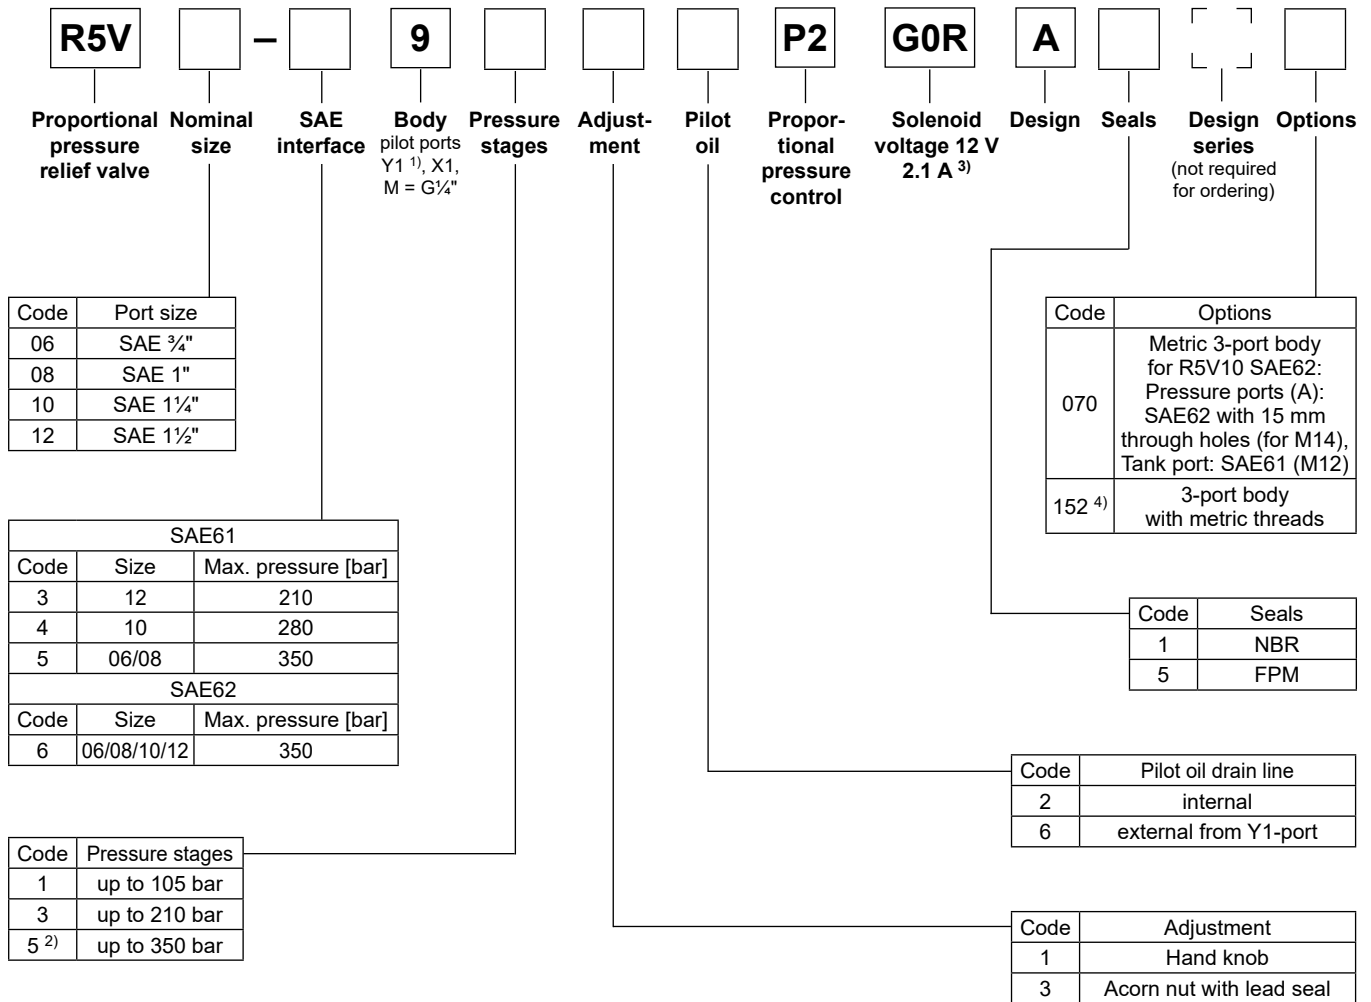 R5V – 9 P2 G0R A
Proportional
pressure
relief valve
Nominal
size
SAE
interface
Body
pilot ports
Y1 1), X1,
M = G¼"
Pressure
stages
Adjust-
ment
Pilot
oil
Propor-
tional
pressure
control
Solenoid
voltage 12 V
2.1 A 3)
Design
Seals
Design
series
(not required
for ordering)
Options
Code Port size
06 SAE ¾"
08 SAE 1"
10 SAE 1¼"
12 SAE 1½"
Code Options
070 Metric 3-port body
for R5V10 SAE62:
Pressure ports (A):
SAE62 with 15 mm
through holes (for M14),
Tank port: SAE61 (M12)
152 4) 3-port body
with metric threads
SAE61
Code Size Max. pressure [bar]
3 12 210
4 10 280
5 06/08 350
SAE62
Code Size Max. pressure [bar]
6 06/08/10/12 350
Code Seals
1 NBR
5 FPM
Code Pilot oil drain line
2 internal
6 external from Y1-port
Code Pressure stages
1 up to 105 bar
3 up to 210 bar
5 2) up to 350 bar
Code Adjustment
1 Hand knob
3 Acorn nut with lead seal